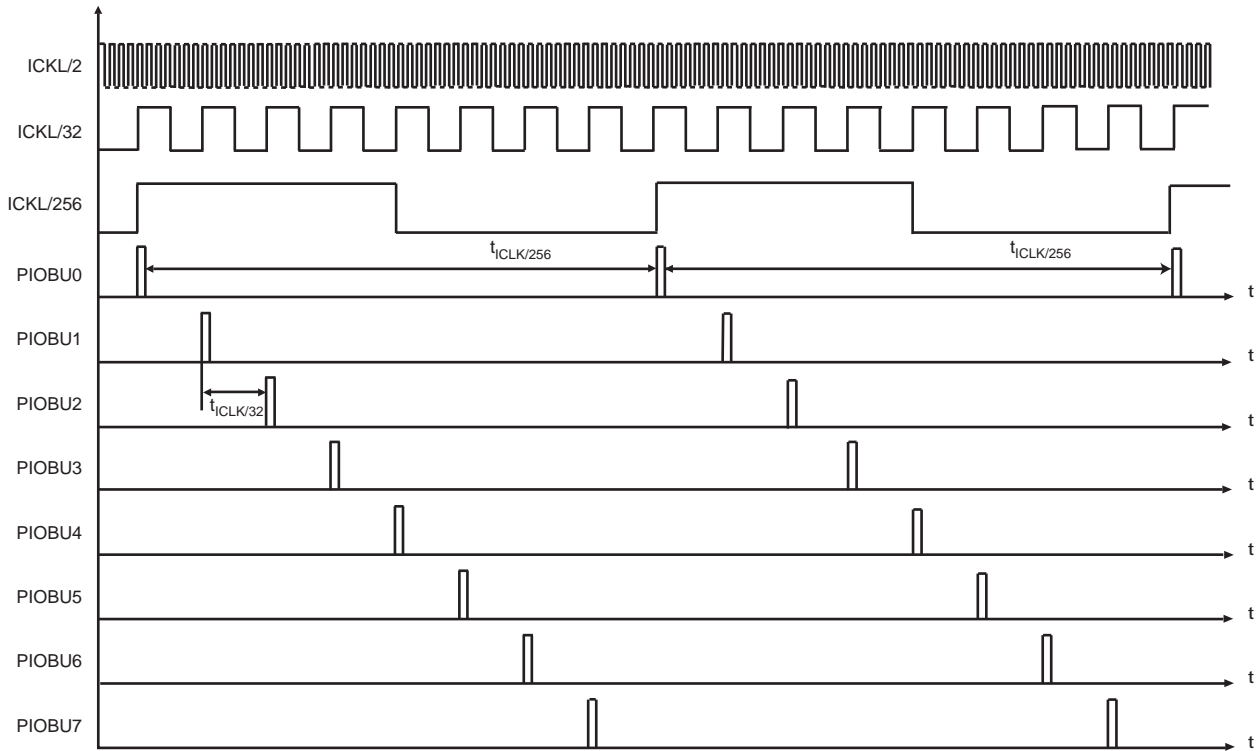 ICKL/2
ICKL/32
ICKL/256
tICLK/256
tICLK/256
PIOBU0
t
PIOBU1
t
PIOBU2
tICLK/32
t
PIOBU3
t
PIOBU4
t
PIOBU5
t
PIOBU6
t
PIOBU7
t